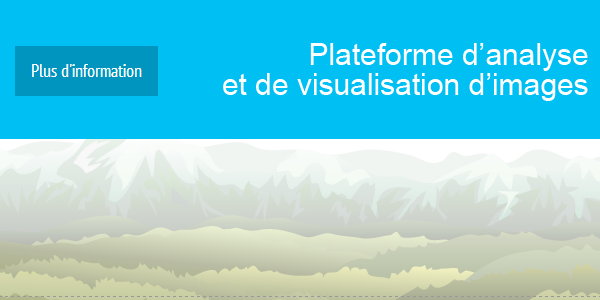 Plus d’information
Plateforme d’analyse
et de visualisation d’images